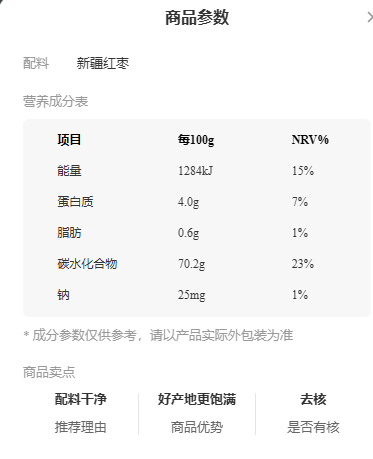 商品参数
配料 新疆红枣
营养成分表
项目 每100g NRV%
能量 1284kJ 15%
蛋白质 4.0g 7%
脂肪 0.6g 1%
碳水化合物 70.2g 23%
钠 25mg 1%
* 成分参数仅供参考，请以产品实际外包装为准
商品卖点
配料干净 好产地更饱满 去核
推荐理由 商品优势 是否有核